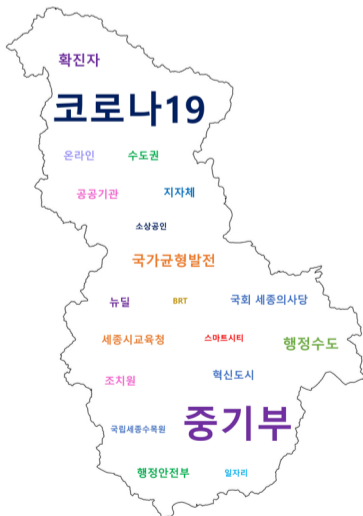 확진자
코로나19
온라인 수도권
공공기관 지자체
소상공인
국가균형발전
뉴딜 BRT 국회 세종의사당
세종시교육청 스마트시티 행정수도
조치원 혁신도시
중기부
국립세종수목원
행정안전부 일자리